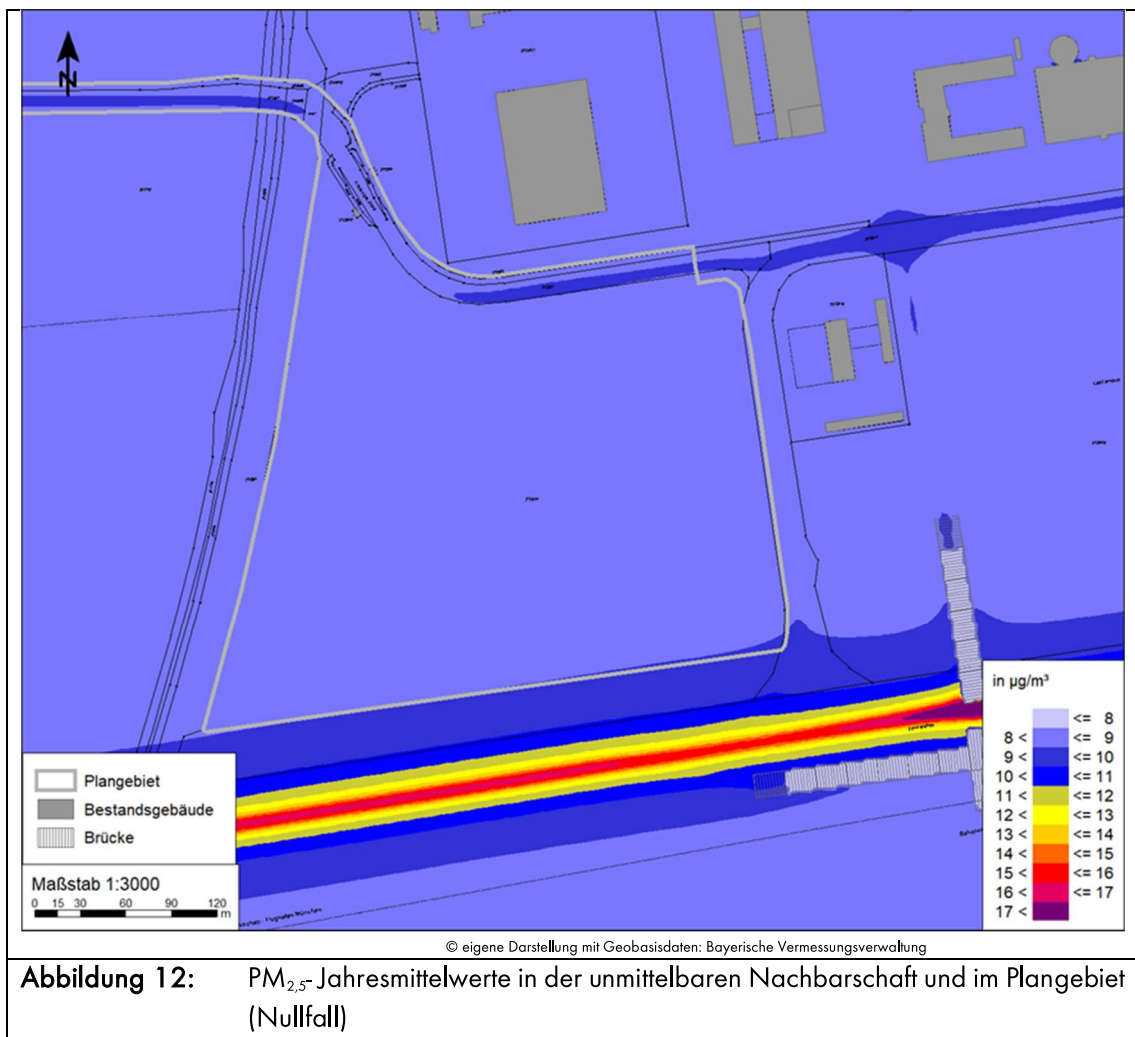 N
in µg/m³
<= 8
8 < <= 9
9 < <= 10
10 < <= 11
11 < <= 12
12 < <= 13
13 < <= 14
14 < <= 15
15 < <= 16
16 < <= 17
17 <
Plangebiet
Bestandsgebäude
Brücke
Maßstab 1:3000
0 15 30 60 90 120
m
© eigene Darstellung mit Geobasisdaten: Bayerische Vermessungsverwaltung
Abbildung 12: PM2,5- Jahresmittelwerte in der unmittelbaren Nachbarschaft und im Plangebiet
(Nullfall)